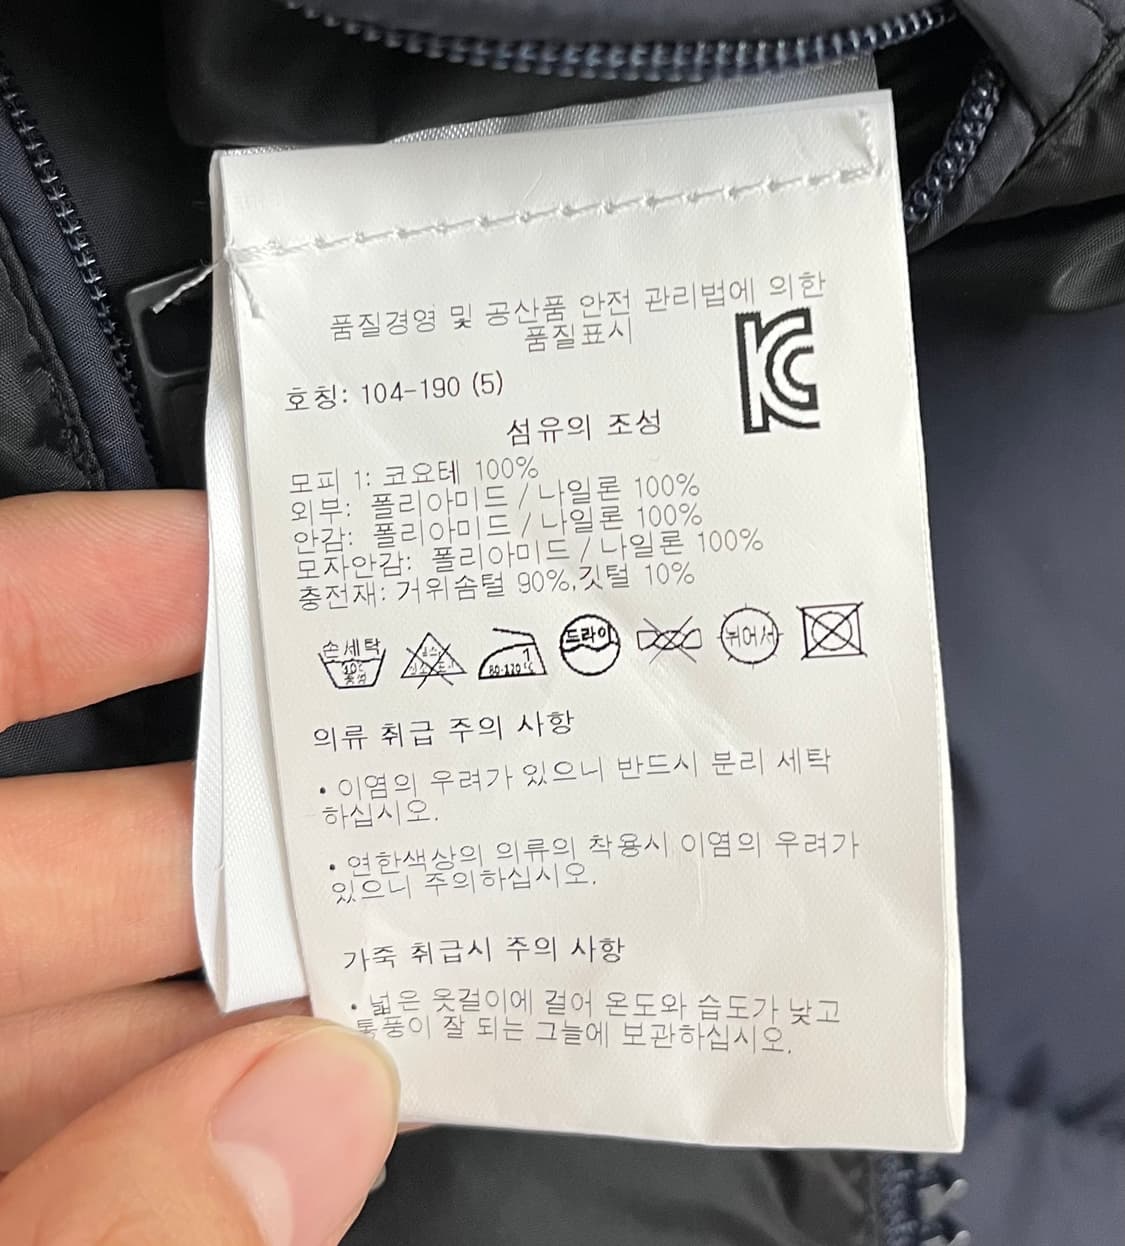 품질경영 및 공산품 안전 관리법에 의한
품질표시
호칭: 104-190 (5)
섬유의 조성
모피 1: 코요테 100%
외부: 폴리아미드 / 나일론 100%
안감: 폴리아미드 / 나일론 100%
모자안감: 폴리아미드 / 나일론 100%
충전재: 거위솜털 90%,깃털 10%
손세탁
드라이
뉘어서
1
80-120℃
의류 취급 주의 사항
• 이염의 우려가 있으니 반드시 분리 세탁
하십시오.
• 연한색상의 의류의 착용시 이염의 우려가
있으니 주의하십시오.
가죽 취급시 주의 사항
• 넓은 옷걸이에 걸어 온도와 습도가 낮고
통풍이 잘 되는 그늘에 보관하십시오.